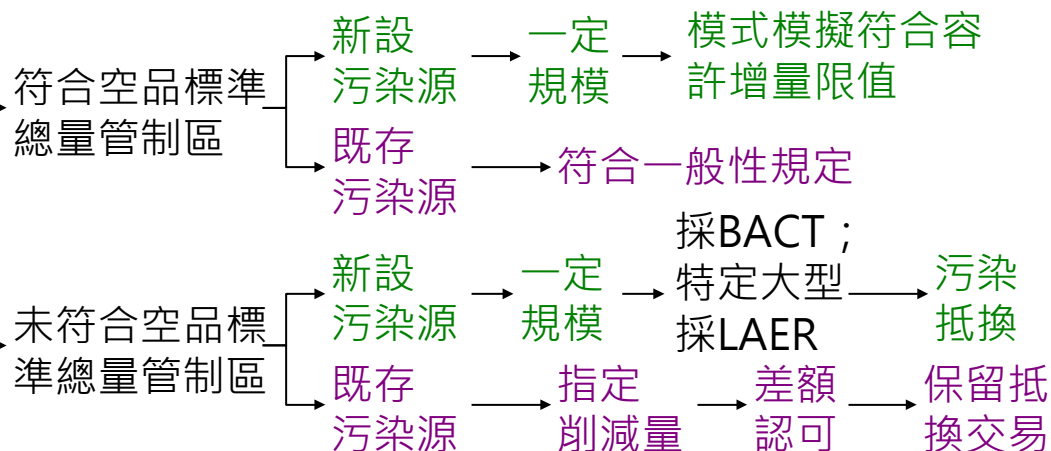 符合空品標準
總量管制區
新設
污染源
一定
規模
模式模擬符合容
許增量限值
既存
污染源
符合一般性規定
未符合空品標
準總量管制區
新設
污染源
一定
規模
採BACT；
特定大型
採LAER
污染
抵換
既存
污染源
指定
削減量
差額
認可
保留抵
換交易